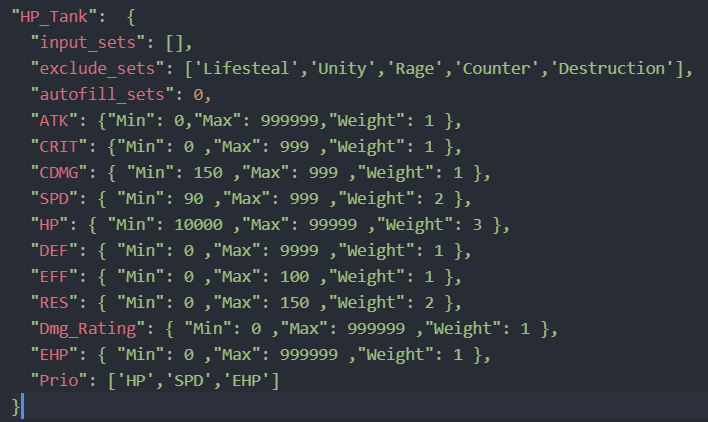 "HP_Tank":  {
"input_sets": [],
"exclude_sets": ['Lifesteal','Unity','Rage','Counter','Destruction'],
"autofill_sets": 0,
"ATK": {"Min": 0,"Max": 999999,"Weight": 1 },
"CRIT": {"Min": 0 ,"Max": 999 ,"Weight": 1 },
"CDMG": { "Min": 150 ,"Max": 999 ,"Weight": 1 },
"SPD": { "Min": 90 ,"Max": 999 ,"Weight": 2 },
"HP": { "Min": 10000 ,"Max": 99999 ,"Weight": 3 },
"DEF": { "Min": 0 ,"Max": 9999 ,"Weight": 1 },
"EFF": { "Min": 0 ,"Max": 100 ,"Weight": 1 },
"RES": { "Min": 0 ,"Max": 150 ,"Weight": 2 },
"Dmg_Rating": { "Min": 0 ,"Max": 999999 ,"Weight": 1 },
"EHP": { "Min": 0 ,"Max": 999999 ,"Weight": 1 },
"Prio": ['HP','SPD','EHP']
}